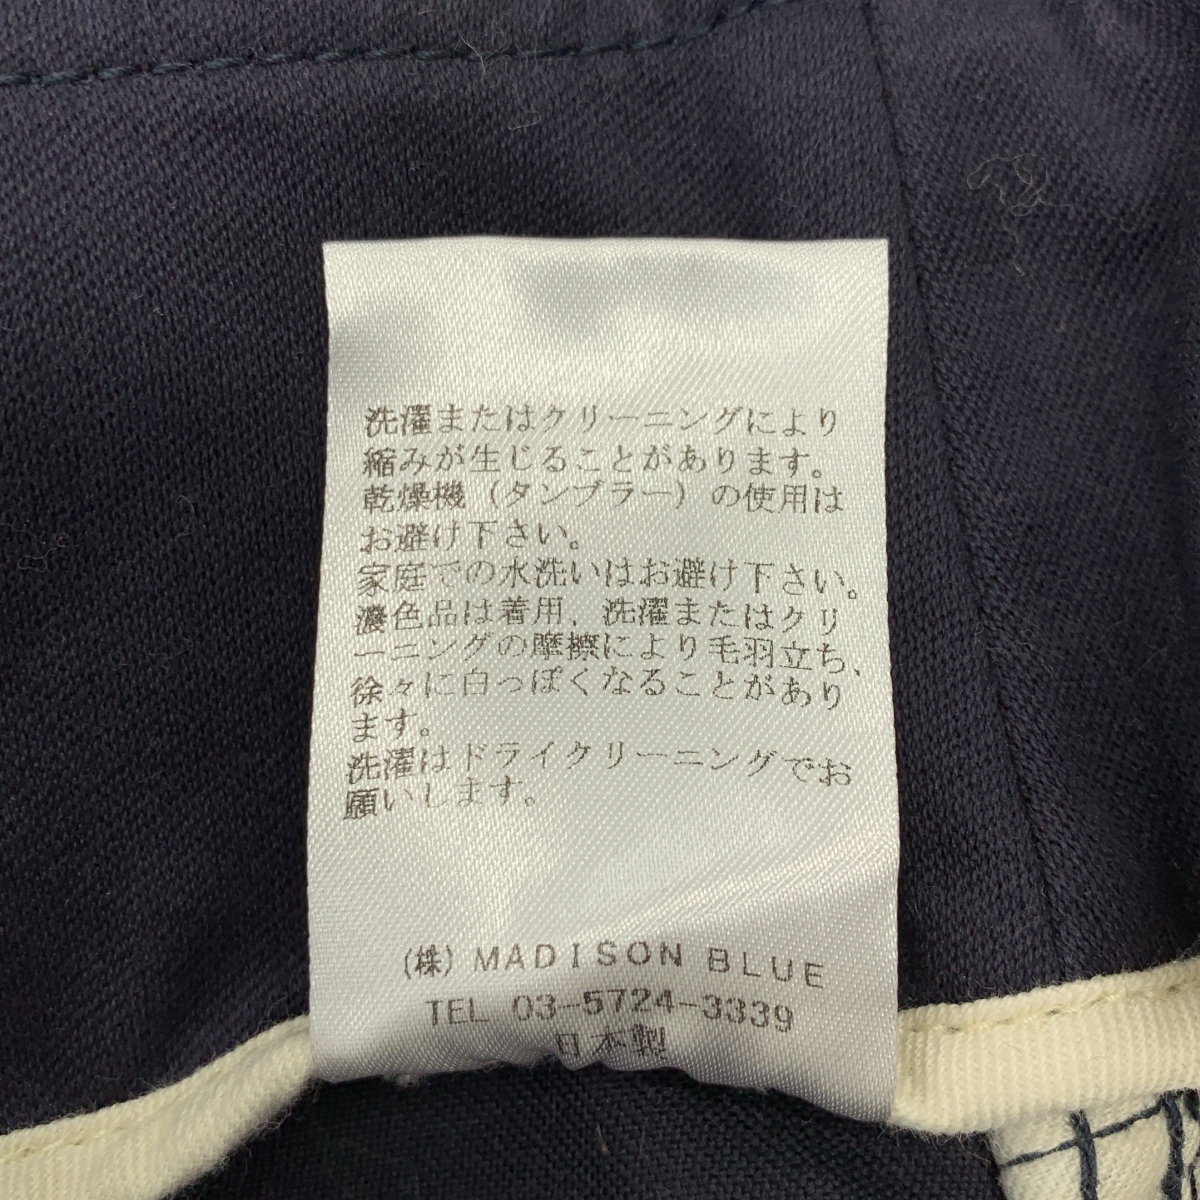 洗濯またはクリーニングにより
縮みが生じることがあります。
乾燥機（タンブラー）の使用は
お避け下さい。
家庭での水洗いはお避け下さい。
濃色品は着用、洗濯またはクリ
ーニングの摩擦により毛羽立ち、
徐々に白っぽくなることがあり
ます。
洗濯はドライクリーニングでお
願いします。
(株) MADISON BLUE
TEL 03-5724-3339
日本製